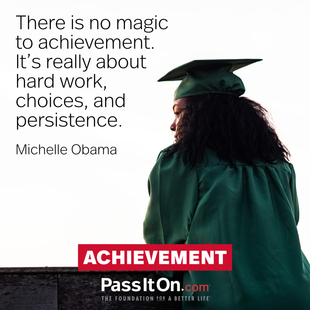 There is no magic
to achievement.
It’s really about
hard work,
choices, and
persistence.
Michelle Obama
ACHIEVEMENT
PassItOn.com
THE FOUNDATION FOR A BETTER LIFE